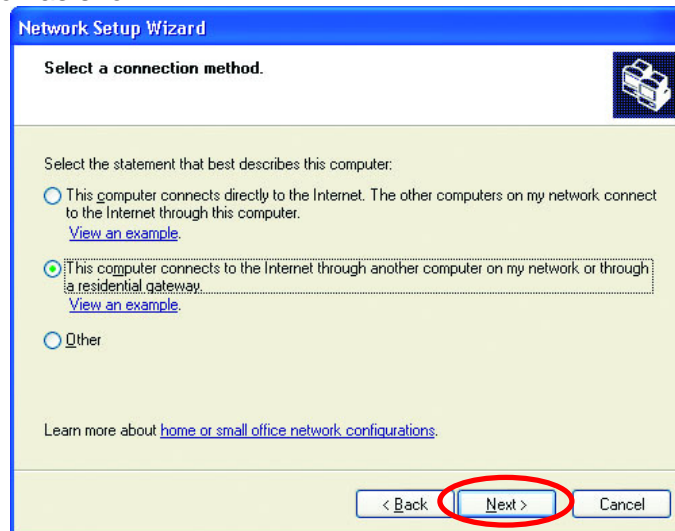 Network Setup Wizard
Select a connection method.
Select the statement that best describes this computer:
This computer connects directly to the Internet. The other computers on my network connect
to the Internet through this computer.
View an example.
This computer connects to the Internet through another computer on my network or through
a residential gateway.
View an example.
Other
Learn more about home or small office network configurations.
< Back Next > Cancel